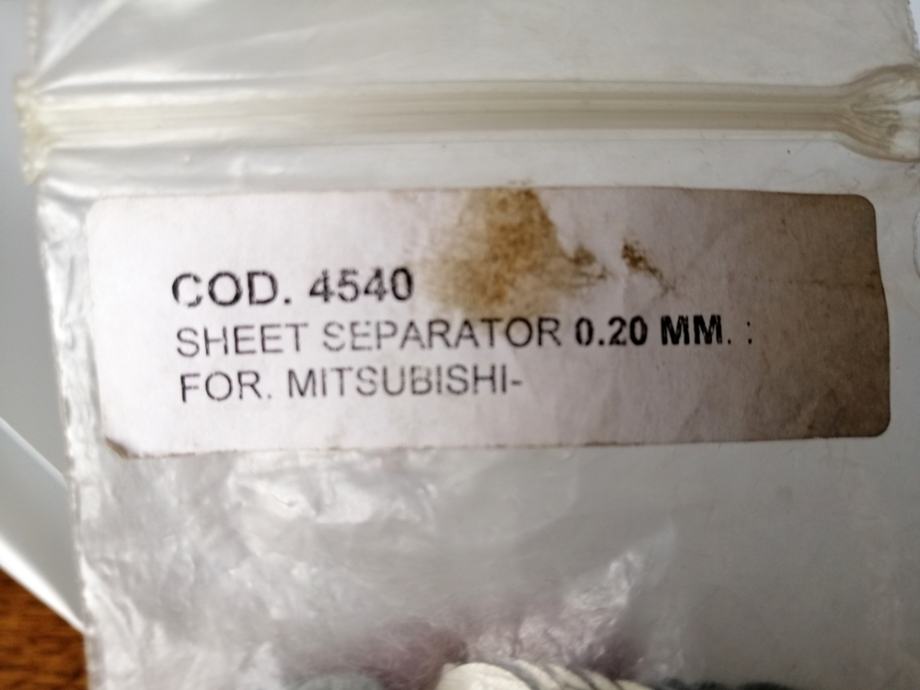 COD. 4540
SHEET SEPARATOR 0.20 MM. :
FOR. MITSUBISHI-